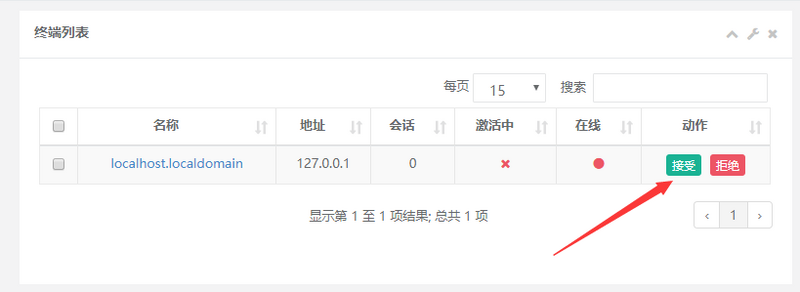 终端列表
每页 15 搜索
名称 地址 会话 激活中 在线 动作
localhost.localdomain 127.0.0.1 0 接受 拒绝
显示第 1 至 1 项结果; 总共 1 项 ‹ 1 ›